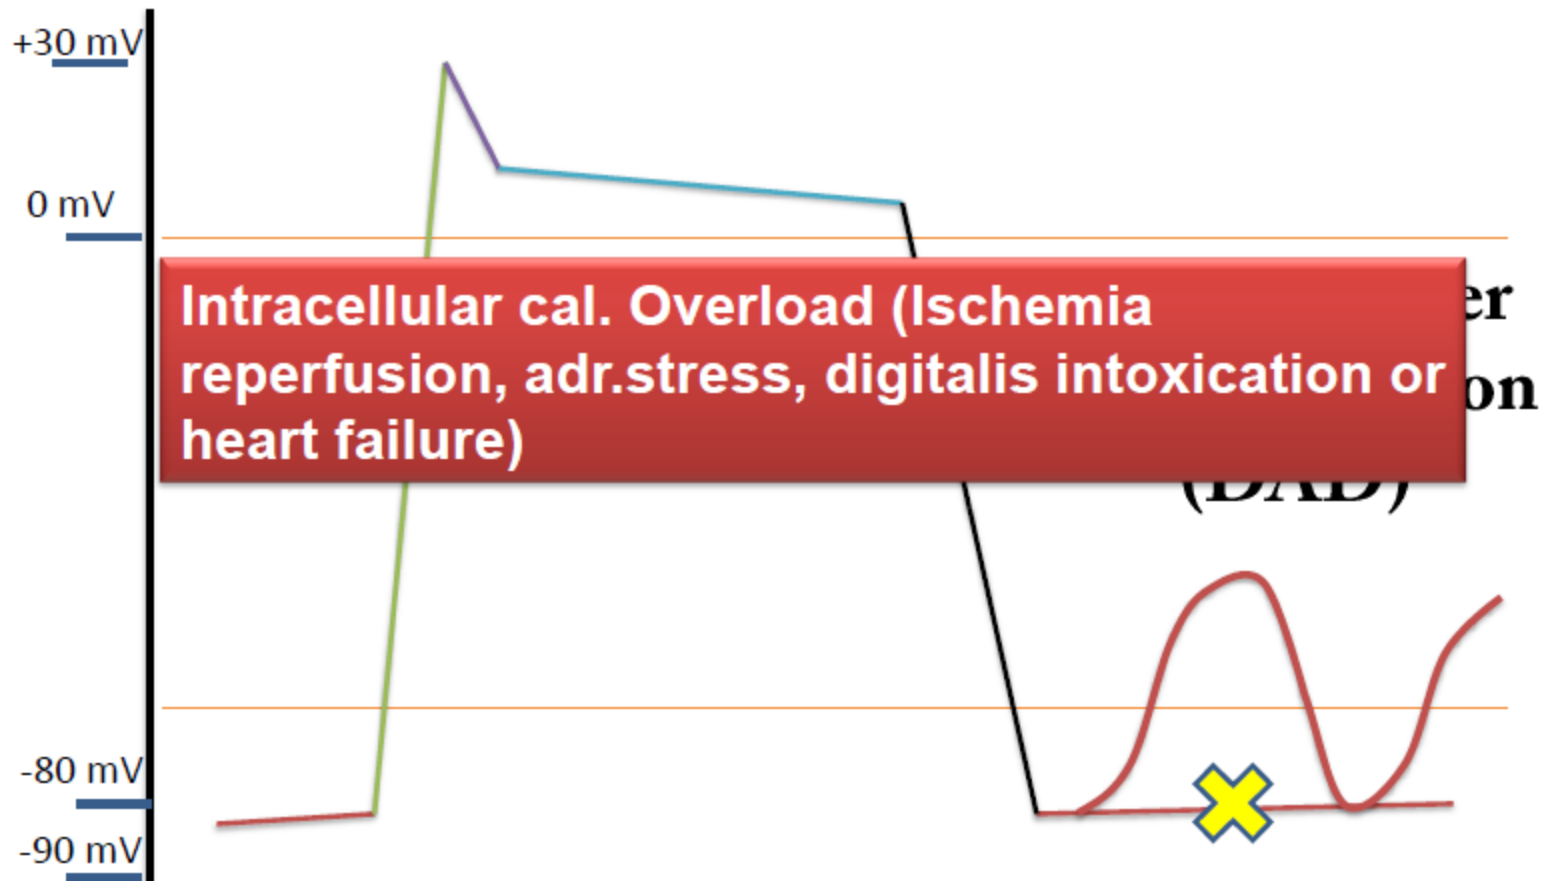 +30 mV
0 mV
Intracellular cal. Overload (Ischemia
reperfusion, adr.stress, digitalis intoxication or
heart failure)
(DAD)
-80 mV
-90 mV